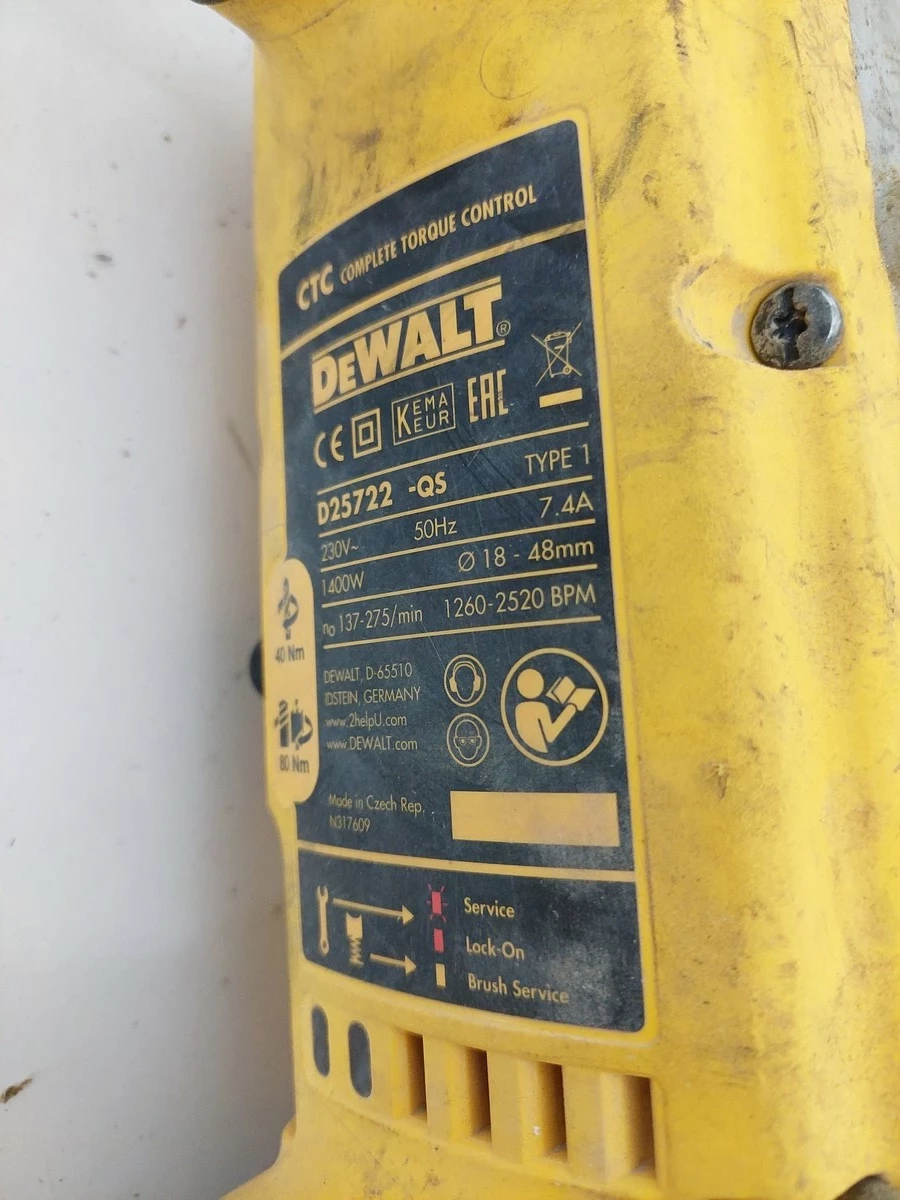 CTC COMPLETE TORQUE CONTROL
DEWALT®
CE KEMA KEUR EAC
D25722 -QS TYPE 1
230V~ 50Hz 7.4A
1400W Ø 18 - 48mm
n₀ 137-275/min 1260-2520 BPM
40 Nm
80 Nm
DEWALT, D-65510
IDSTEIN, GERMANY
www.2helpU.com
www.DEWALT.com
Made in Czech Rep.
N317609
Service
Lock-On
Brush Service